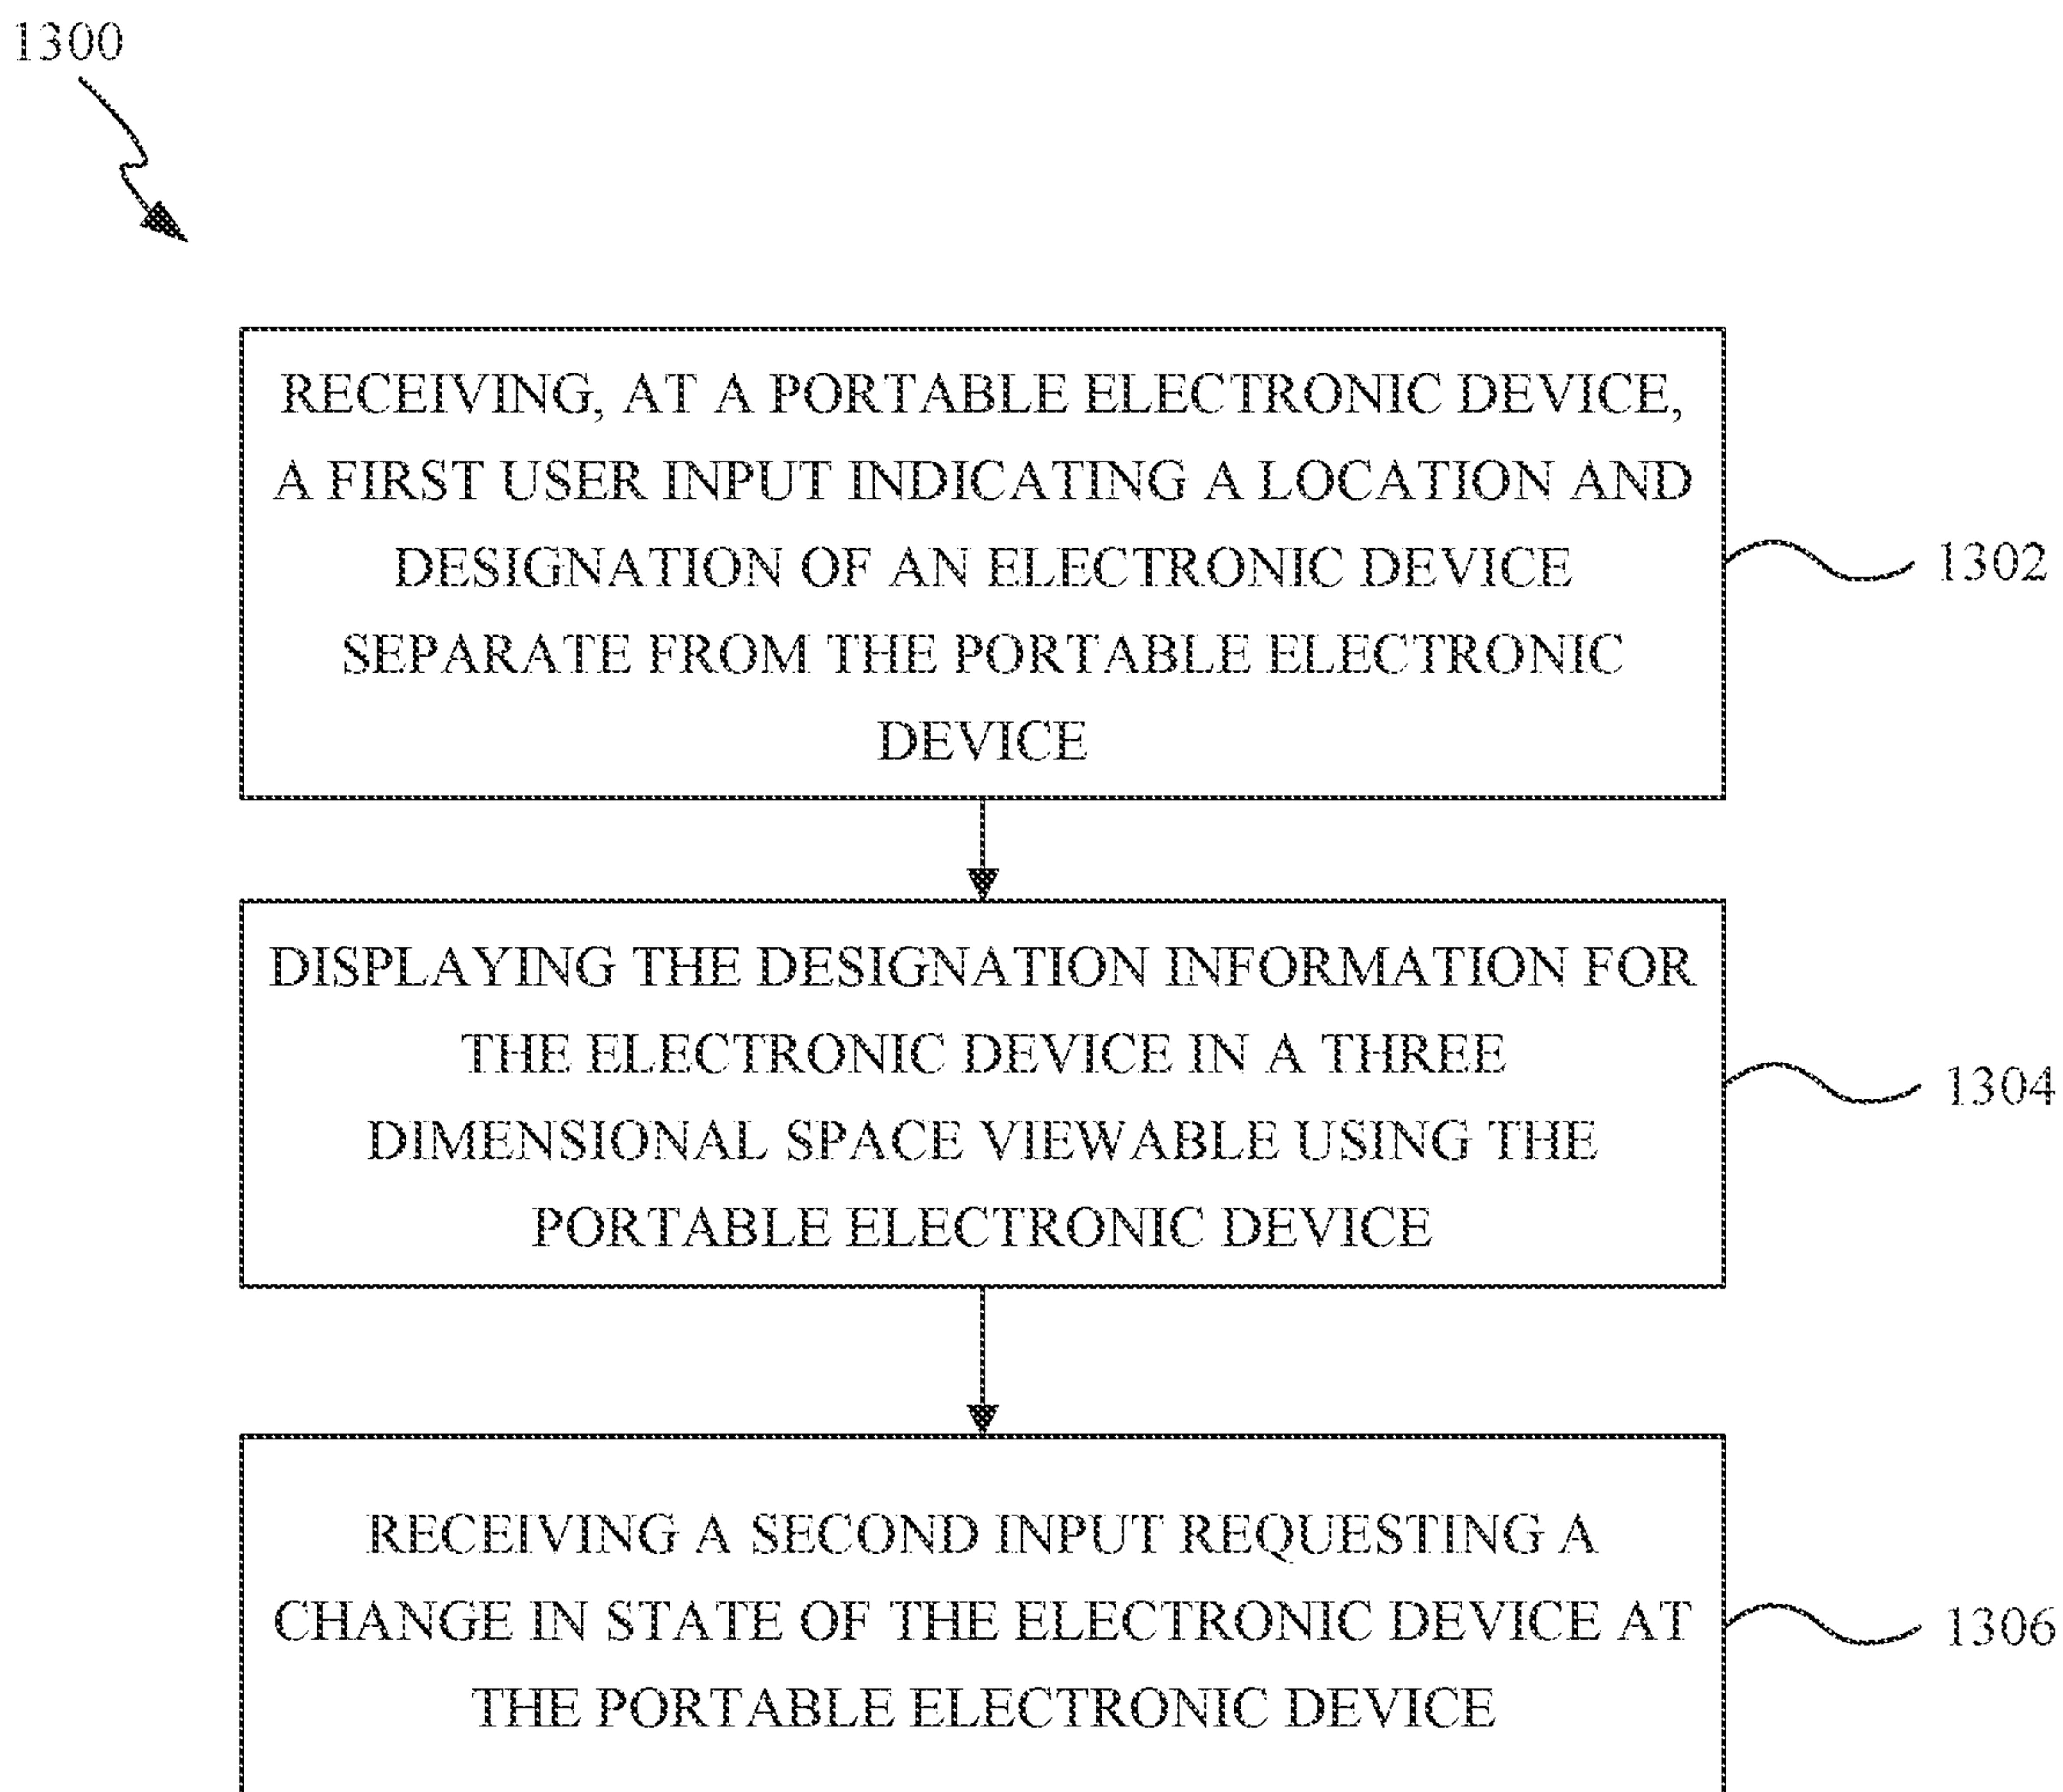 1300
RECEIVING, AT A PORTABLE ELECTRONIC DEVICE,
A FIRST USER INPUT INDICATING A LOCATION AND
DESIGNATION OF AN ELECTRONIC DEVICE
SEPARATE FROM THE PORTABLE ELECTRONIC
DEVICE
1302
DISPLAYING THE DESIGNATION INFORMATION FOR
THE ELECTRONIC DEVICE IN A THREE
DIMENSIONAL SPACE VIEWABLE USING THE
PORTABLE ELECTRONIC DEVICE
1304
RECEIVING A SECOND INPUT REQUESTING A
CHANGE IN STATE OF THE ELECTRONIC DEVICE AT
THE PORTABLE ELECTRONIC DEVICE
1306